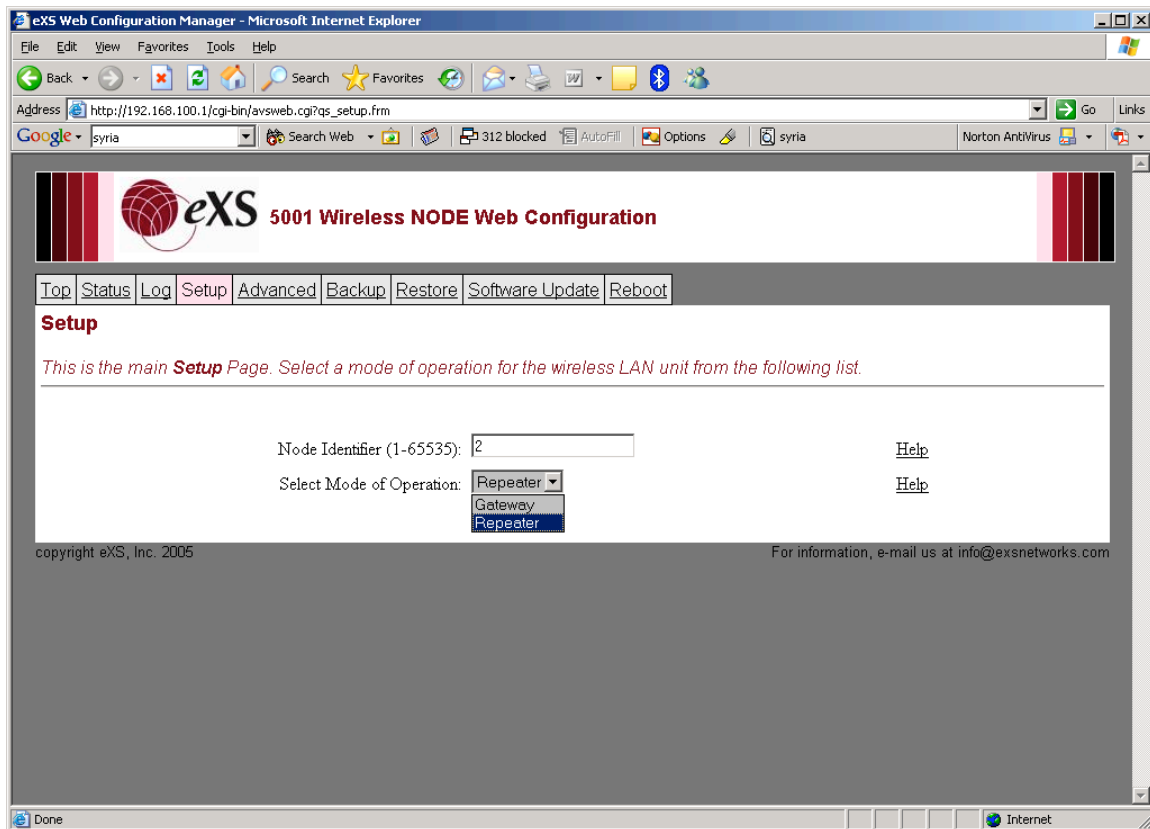 eXS Web Configuration Manager - Microsoft Internet Explorer
File Edit View Favorites Tools Help
Back Search Favorites
Address http://192.168.100.1/cgi-bin/avsweb.cgi?qs_setup.frm Go Links
Google syria Search Web 312 blocked AutoFill Options syria Norton AntiVirus
eXS 5001 Wireless NODE Web Configuration
Top Status Log Setup Advanced Backup Restore Software Update Reboot
Setup
This is the main Setup Page. Select a mode of operation for the wireless LAN unit from the following list.
Node Identifier (1-65535): 2 Help
Select Mode of Operation: Repeater Help
Gateway
Repeater
copyright eXS, Inc. 2005 For information, e-mail us at info@exsnetworks.com
Done Internet